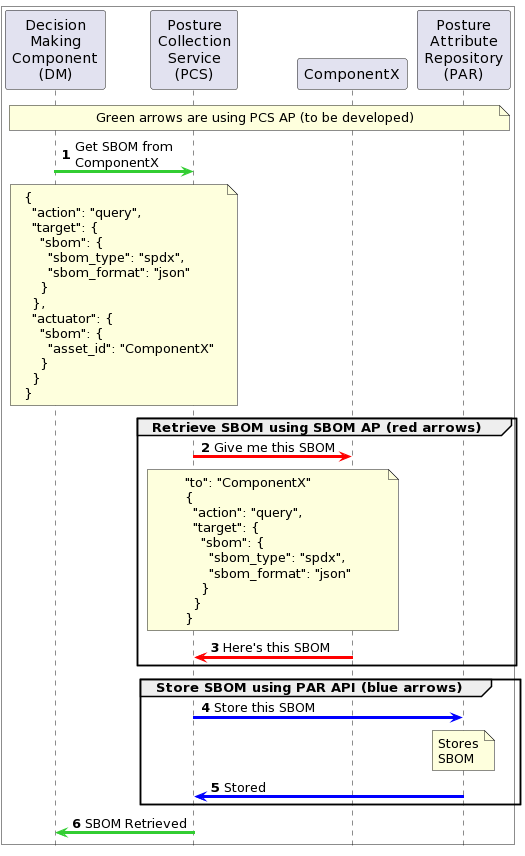 Decision
Making
Component
(DM)
Posture
Collection
Service
(PCS)
ComponentX
Posture
Attribute
Repository
(PAR)
Green arrows are using PCS AP (to be developed)
1 Get SBOM from
ComponentX
{
"action": "query",
"target": {
"sbom": {
"sbom_type": "spdx",
"sbom_format": "json"
}
},
"actuator": {
"sbom": {
"asset_id": "ComponentX"
}
}
}
Retrieve SBOM using SBOM AP (red arrows)
2 Give me this SBOM
"to": "ComponentX"
{
"action": "query",
"target": {
"sbom": {
"sbom_type": "spdx",
"sbom_format": "json"
}
}
}
3 Here's this SBOM
Store SBOM using PAR API (blue arrows)
4 Store this SBOM
Stores
SBOM
5 Stored
6 SBOM Retrieved